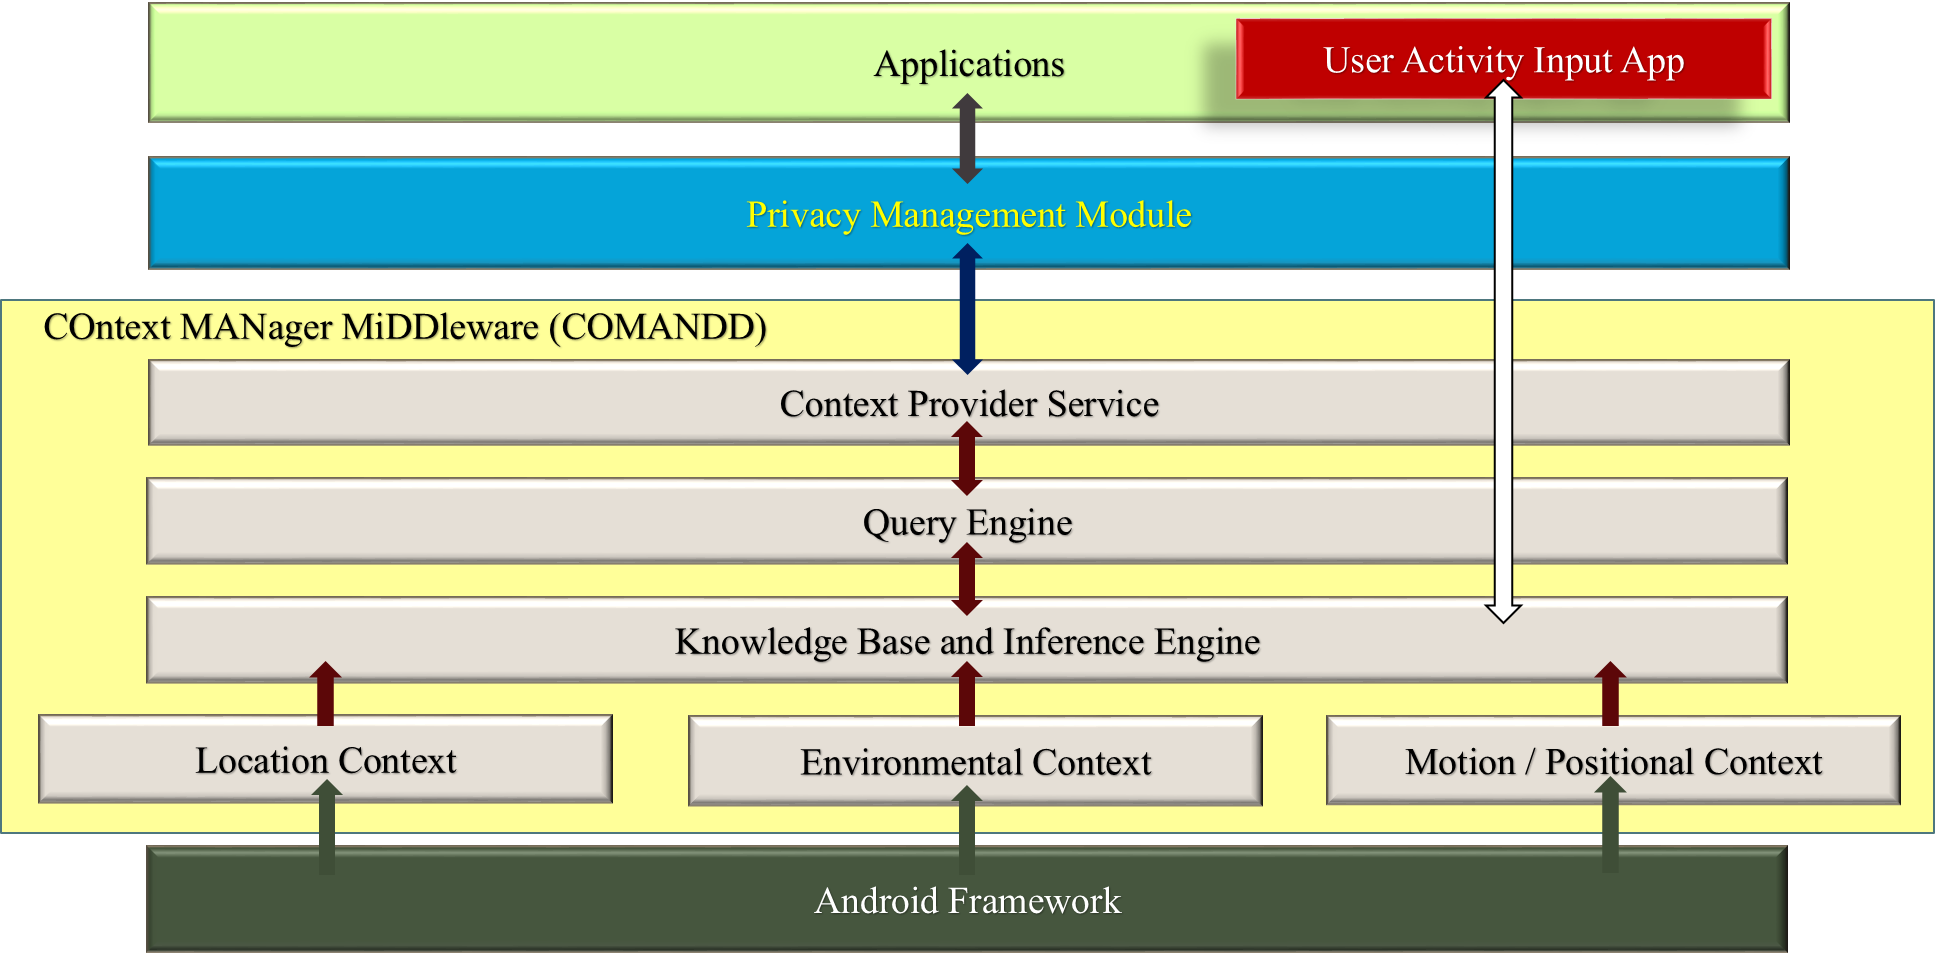 Applications
User Activity Input App
Privacy Management Module
COntext MANager MiDDleware (COMANDD)
Context Provider Service
Query Engine
Knowledge Base and Inference Engine
Location Context
Environmental Context
Motion / Positional Context
Android Framework